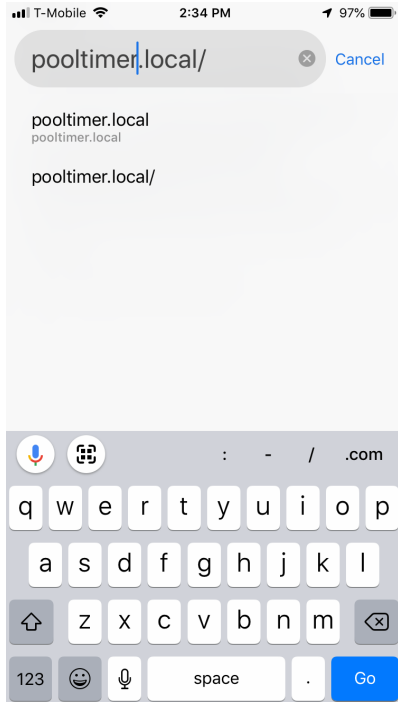 T-Mobile 2:34 PM 97%
pooltimer.local/ Cancel
pooltimer.local
pooltimer.local
pooltimer.local/
: - / .com
q w e r t y u i o p
a s d f g h j k l
z x c v b n m
123 space . Go